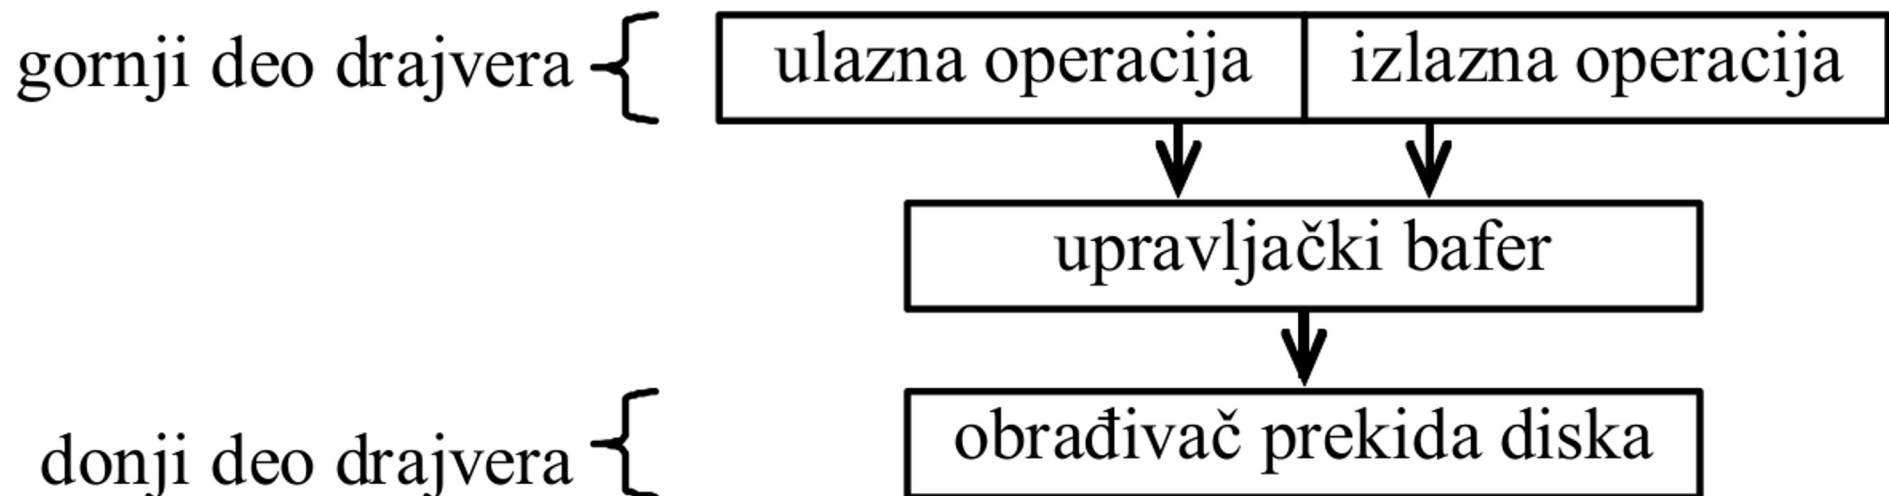 gornji deo drajvera
ulazna operacija
izlazna operacija
upravljački bafer
donji deo drajvera
obrađivač prekida diska